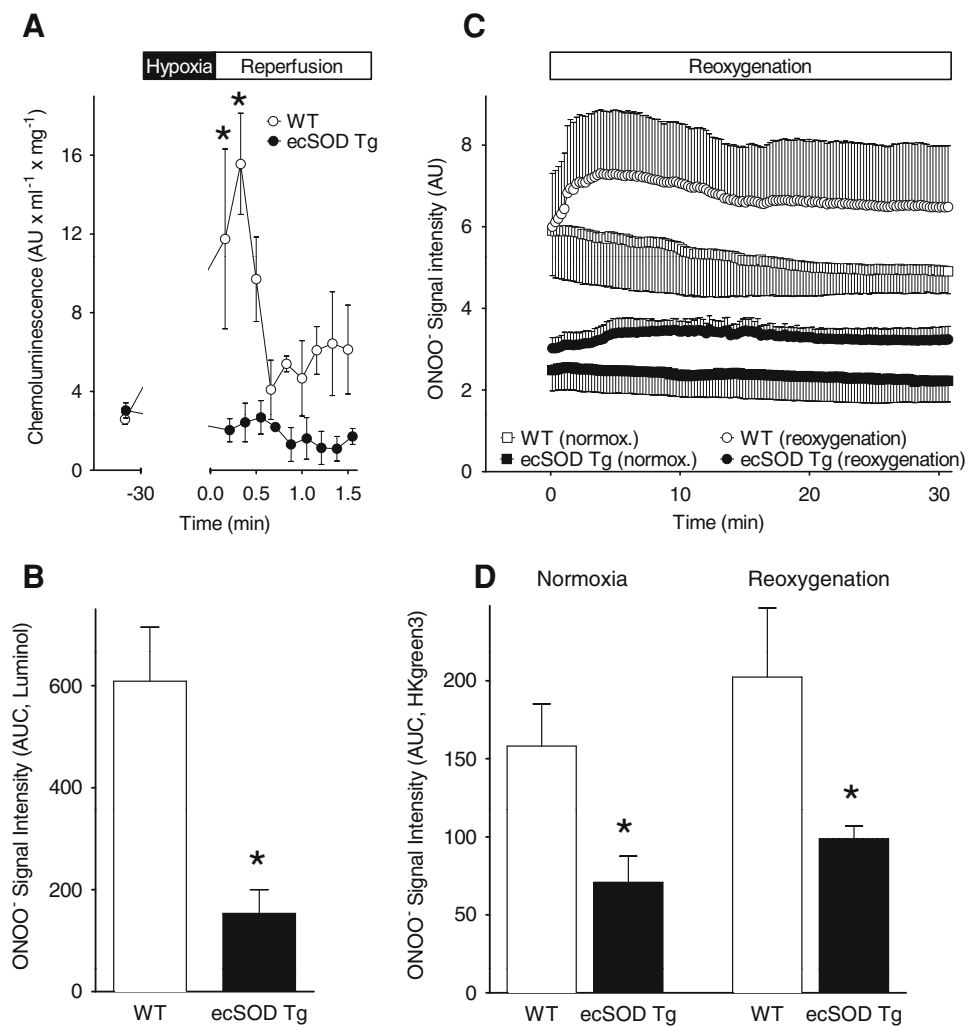 A
Hypoxia Reperfusion
* *
WT
ecSOD Tg
Chemoluminescence (AU x ml⁻¹ x mg⁻¹)
16
12
8
4
0
-30 0.0 0.5 1.0 1.5
Time (min)
C
Reoxygenation
ONOO⁻ Signal intensity (AU)
8
6
4
2
0
WT (normox.) WT (reoxygenation)
ecSOD Tg (normox.) ecSOD Tg (reoxygenation)
0 10 20 30
Time (min)
B
ONOO⁻ Signal Intensity (AUC, Luminol)
600
400
200
0
*
WT ecSOD Tg
D
Normoxia Reoxygenation
ONOO⁻ Signal Intensity (AUC, HKgreen3)
200
150
100
50
0
* *
WT ecSOD Tg WT ecSOD Tg